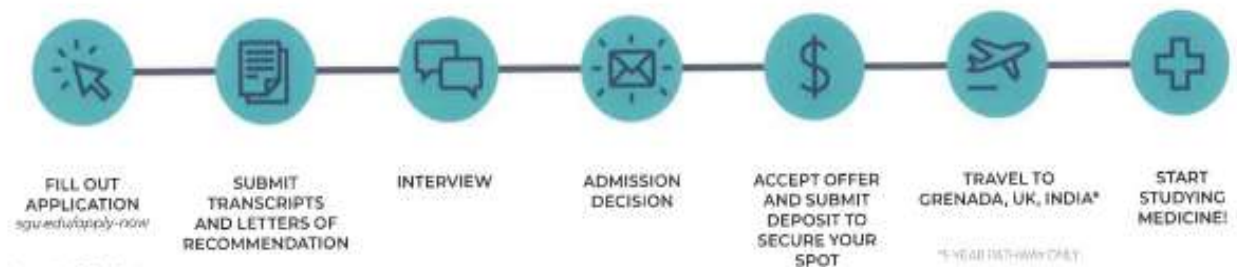 FILL OUT
APPLICATION
sgu.edu/apply-now
SUBMIT
TRANSCRIPTS
AND LETTERS OF
RECOMMENDATION
INTERVIEW
ADMISSION
DECISION
ACCEPT OFFER
AND SUBMIT
DEPOSIT TO
SECURE YOUR
SPOT
TRAVEL TO
GRENADA, UK, INDIA*
*5-YEAR PATHWAY ONLY
START
STUDYING
MEDICINE!